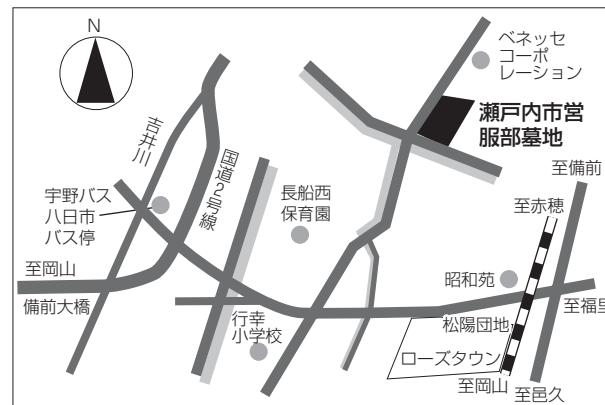 N
ベネッセ
コーポ
レーション
瀬戸内市営
服部墓地
吉井川
国道2号線
至備前
至赤穂
宇野バス
八日市
バス停
長船西
保育園
至岡山
備前大橋
昭和苑
至福里
行幸
小学校
松陽団地
ローズタウン
至岡山
至邑久